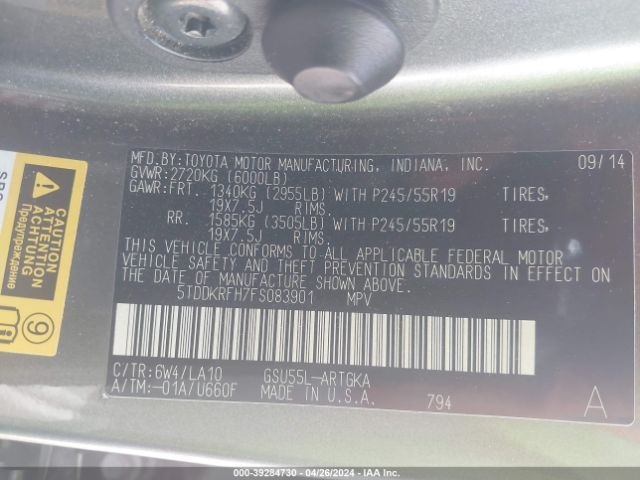 MFD.BY:TOYOTA MOTOR MANUFACTURING, INDIANA, INC. 09/14
GVWR:2720KG (6000LB)
GAWR:FRT. 1340KG (2955LB) WITH P245/55R19 TIRES,
19X7.5J RIMS.
RR. 1585KG (3505LB) WITH P245/55R19 TIRES,
19X7.5J RIMS.
THIS VEHICLE CONFORMS TO ALL APPLICABLE FEDERAL MOTOR
VEHICLE SAFETY AND THEFT PREVENTION STANDARDS IN EFFECT ON
THE DATE OF MANUFACTURE SHOWN ABOVE.
5TDDKRFH7FS083901 MPV
C/TR:6W4/LA10 GSU55L-ARTGKA
A/TM:-01A/U660F MADE IN U.S.A. 794
A
CAUTION
ATTENTION
ACHTUNG
Предупреждение
9
SRS
000-39284730 - 04/26/2024 - IAA Inc.